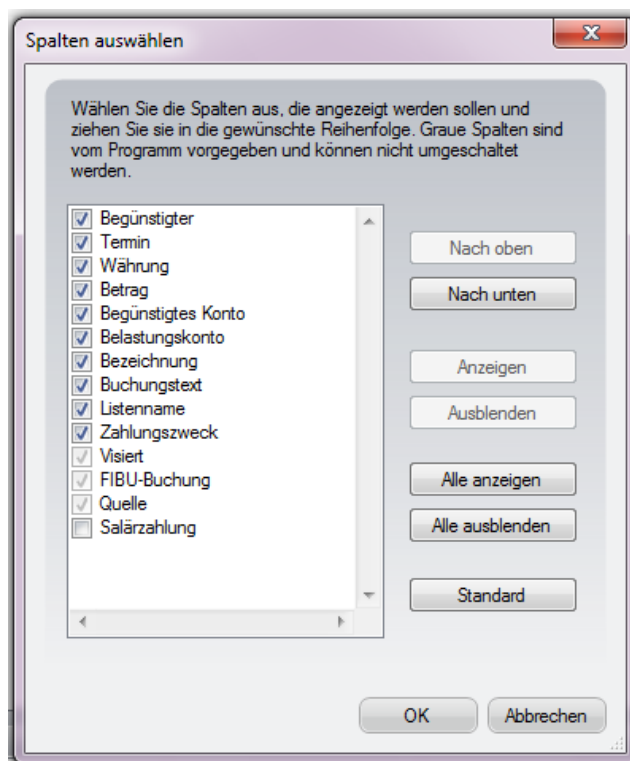 Spalten auswählen
Wählen Sie die Spalten aus, die angezeigt werden sollen und
ziehen Sie sie in die gewünschte Reihenfolge. Graue Spalten sind
vom Programm vorgegeben und können nicht umgeschaltet
werden.
Begünstigter
Termin
Währung
Betrag
Begünstigtes Konto
Belastungskonto
Bezeichnung
Buchungstext
Listenname
Zahlungszweck
Visiert
FIBU-Buchung
Quelle
Salärzahlung
Nach oben
Nach unten
Anzeigen
Ausblenden
Alle anzeigen
Alle ausblenden
Standard
OK
Abbrechen